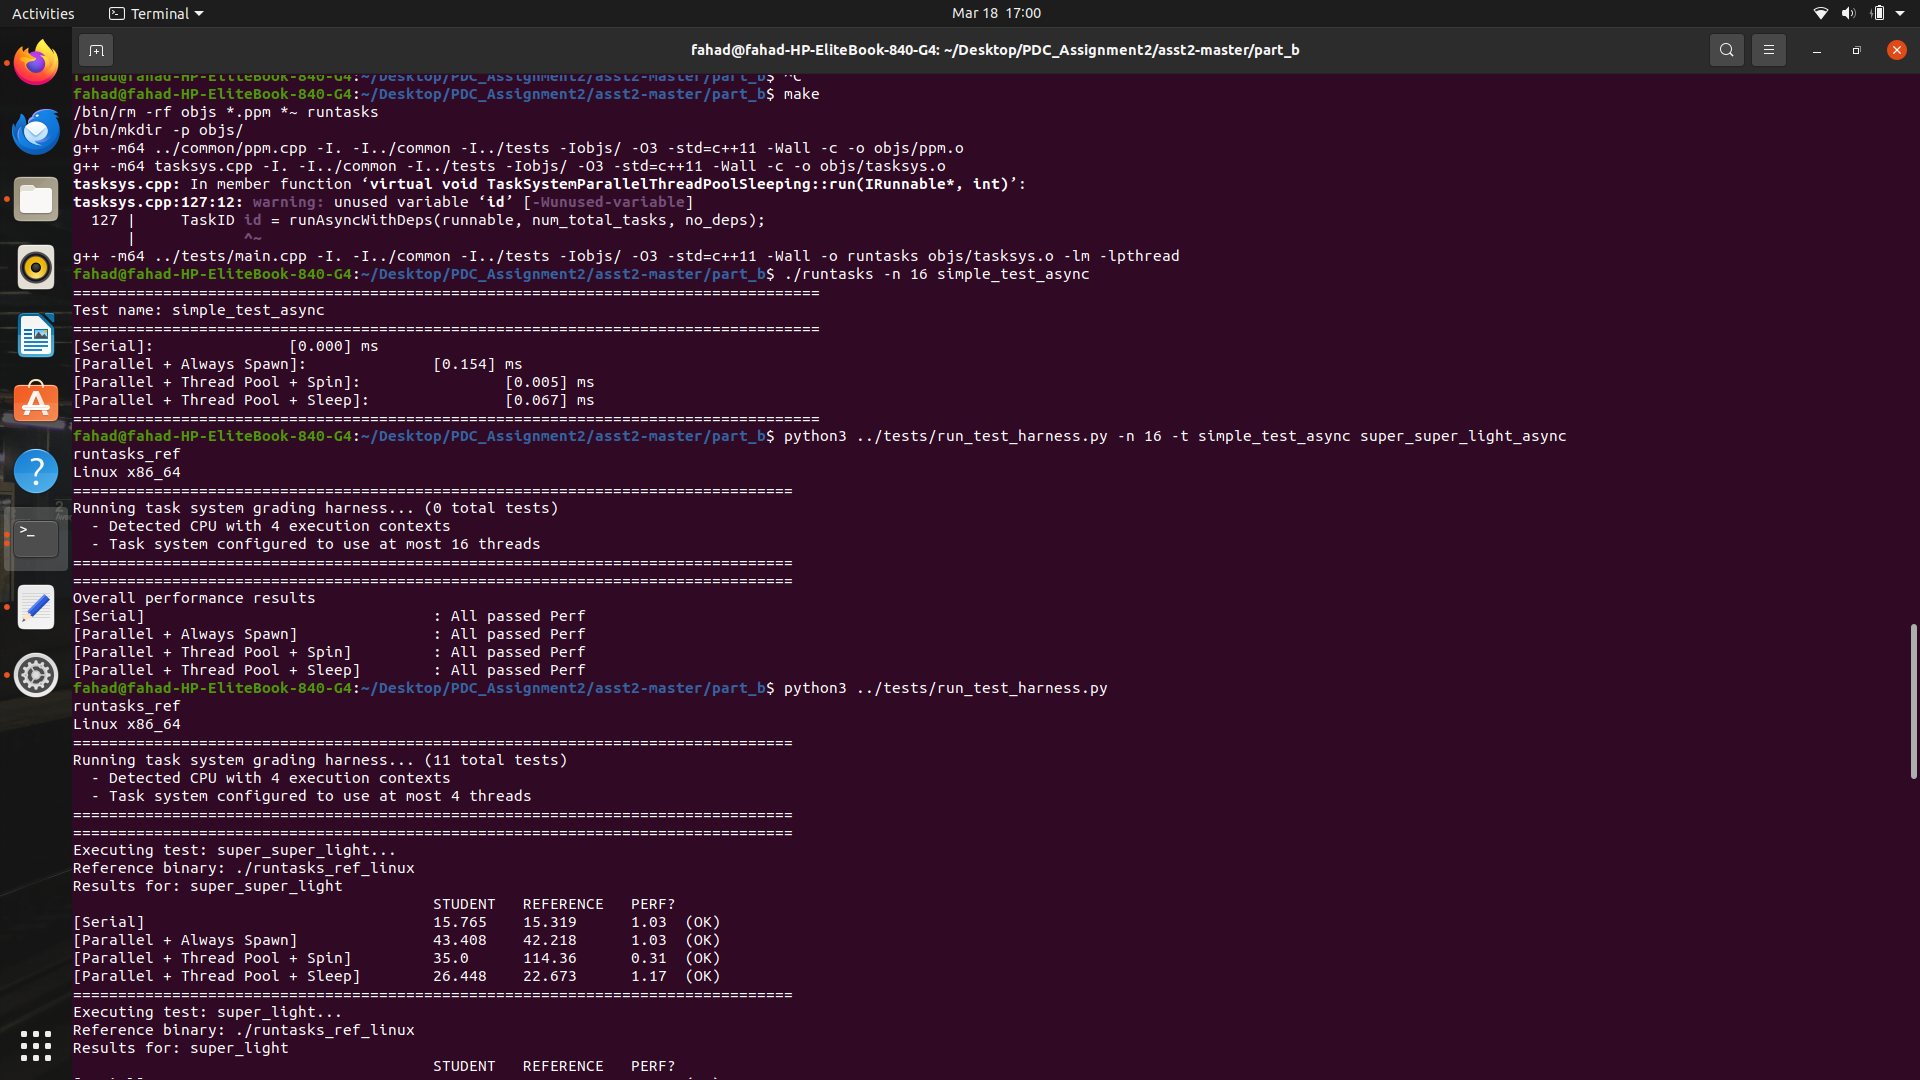 Activities
Terminal
Mar 18 17:00
fahad@fahad-HP-EliteBook-840-G4: ~/Desktop/PDC_Assignment2/asst2-master/part_b
fahad@fahad-HP-EliteBook-840-G4:~/Desktop/PDC_Assignment2/asst2-master/part_b$ ^C
fahad@fahad-HP-EliteBook-840-G4:~/Desktop/PDC_Assignment2/asst2-master/part_b$ make
/bin/rm -rf objs *.ppm *~ runtasks
/bin/mkdir -p objs/
g++ -m64 ../common/ppm.cpp -I. -I../common -I../tests -Iobjs/ -O3 -std=c++11 -Wall -c -o objs/ppm.o
g++ -m64 tasksys.cpp -I. -I../common -I../tests -Iobjs/ -O3 -std=c++11 -Wall -c -o objs/tasksys.o
tasksys.cpp: In member function ‘virtual void TaskSystemParallelThreadPoolSleeping::run(IRunnable*, int)’:
tasksys.cpp:127:12: warning: unused variable ‘id’ [-Wunused-variable]
127 | TaskID id = runAsyncWithDeps(runnable, num_total_tasks, no_deps);
| ^~
g++ -m64 ../tests/main.cpp -I. -I../common -I../tests -Iobjs/ -O3 -std=c++11 -Wall -o runtasks objs/tasksys.o -lm -lpthread
fahad@fahad-HP-EliteBook-840-G4:~/Desktop/PDC_Assignment2/asst2-master/part_b$ ./runtasks -n 16 simple_test_async
===================================================================================
Test name: simple_test_async
===================================================================================
[Serial]: [0.000] ms
[Parallel + Always Spawn]: [0.154] ms
[Parallel + Thread Pool + Spin]: [0.005] ms
[Parallel + Thread Pool + Sleep]: [0.067] ms
===================================================================================
fahad@fahad-HP-EliteBook-840-G4:~/Desktop/PDC_Assignment2/asst2-master/part_b$ python3 ../tests/run_test_harness.py -n 16 -t simple_test_async super_super_light_async
runtasks_ref
Linux x86_64
================================================================================
Running task system grading harness... (0 total tests)
- Detected CPU with 4 execution contexts
- Task system configured to use at most 16 threads
================================================================================
================================================================================
Overall performance results
[Serial] : All passed Perf
[Parallel + Always Spawn] : All passed Perf
[Parallel + Thread Pool + Spin] : All passed Perf
[Parallel + Thread Pool + Sleep] : All passed Perf
fahad@fahad-HP-EliteBook-840-G4:~/Desktop/PDC_Assignment2/asst2-master/part_b$ python3 ../tests/run_test_harness.py
runtasks_ref
Linux x86_64
================================================================================
Running task system grading harness... (11 total tests)
- Detected CPU with 4 execution contexts
- Task system configured to use at most 4 threads
================================================================================
================================================================================
Executing test: super_super_light...
Reference binary: ./runtasks_ref_linux
Results for: super_super_light
STUDENT REFERENCE PERF?
[Serial] 15.765 15.319 1.03 (OK)
[Parallel + Always Spawn] 43.408 42.218 1.03 (OK)
[Parallel + Thread Pool + Spin] 35.0 114.36 0.31 (OK)
[Parallel + Thread Pool + Sleep] 26.448 22.673 1.17 (OK)
================================================================================
Executing test: super_light...
Reference binary: ./runtasks_ref_linux
Results for: super_light
STUDENT REFERENCE PERF?